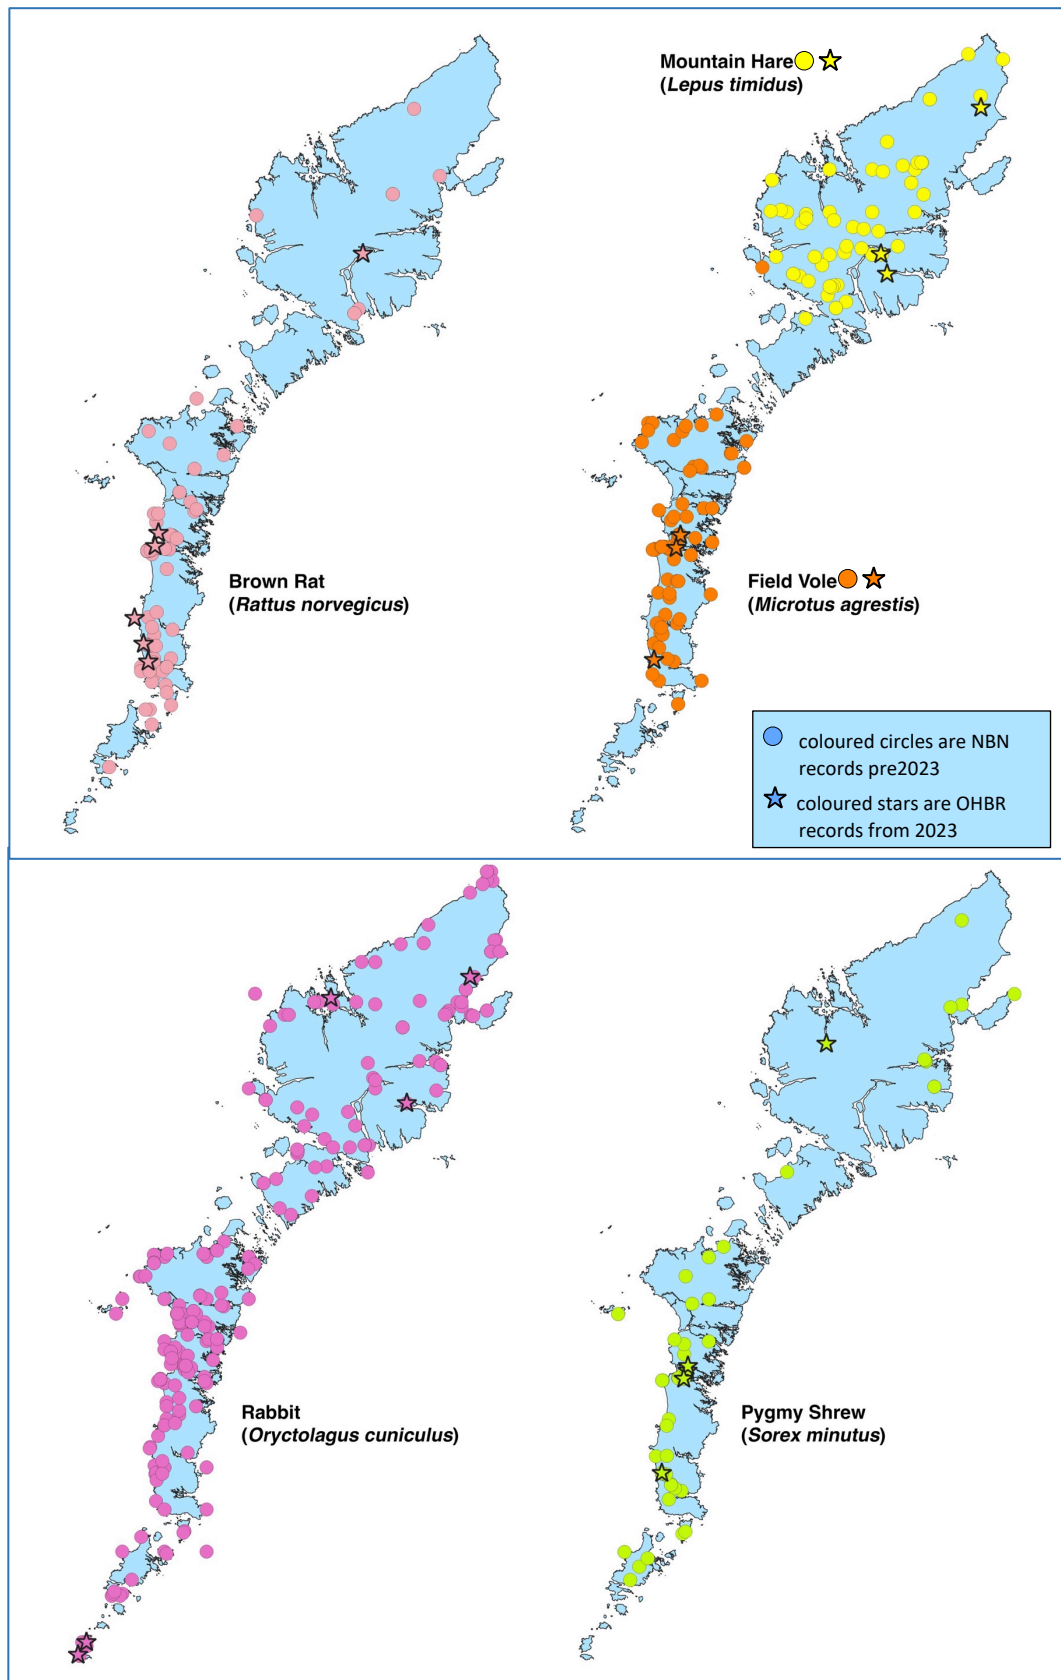 Mountain Hare
(Lepus timidus)
Brown Rat
(Rattus norvegicus)
Field Vole
(Microtus agrestis)
coloured circles are NBN
records pre2023
coloured stars are OHBR
records from 2023
Rabbit
(Oryctolagus cuniculus)
Pygmy Shrew
(Sorex minutus)